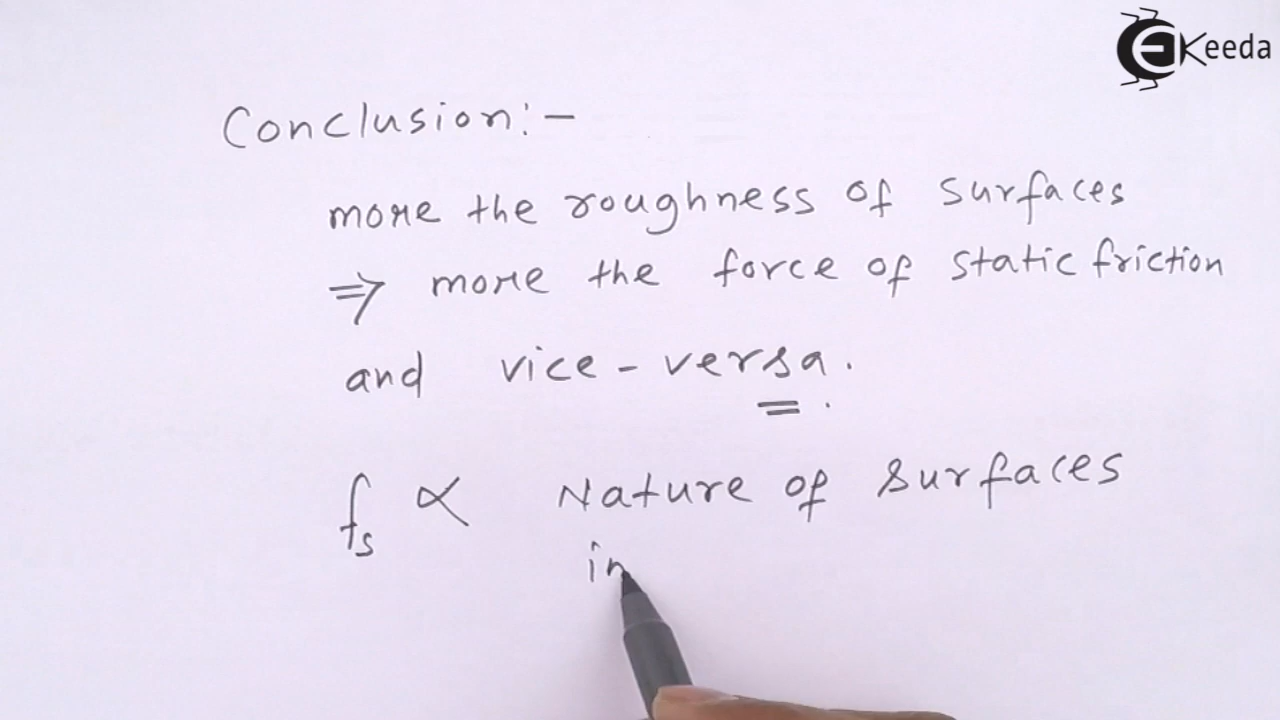 Keeda
Conclusion:-
more the roughness of surfaces
⇒ more the force of static friction
and vice-versa.
fs ∝ Nature of surfaces
in